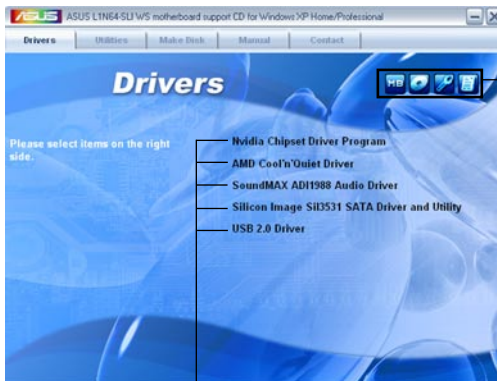 ASUS
ASUS L1N64-SLI WS motherboard support CD for Windows XP Home/Professional
Drivers
Utilities
Make Disk
Manual
Contact
Drivers
MB
Please select items on the right
side.
Nvidia Chipset Driver Program
AMD Cool'n'Quiet Driver
SoundMAX ADI1988 Audio Driver
Silicon Image Sil3531 SATA Driver and Utility
USB 2.0 Driver